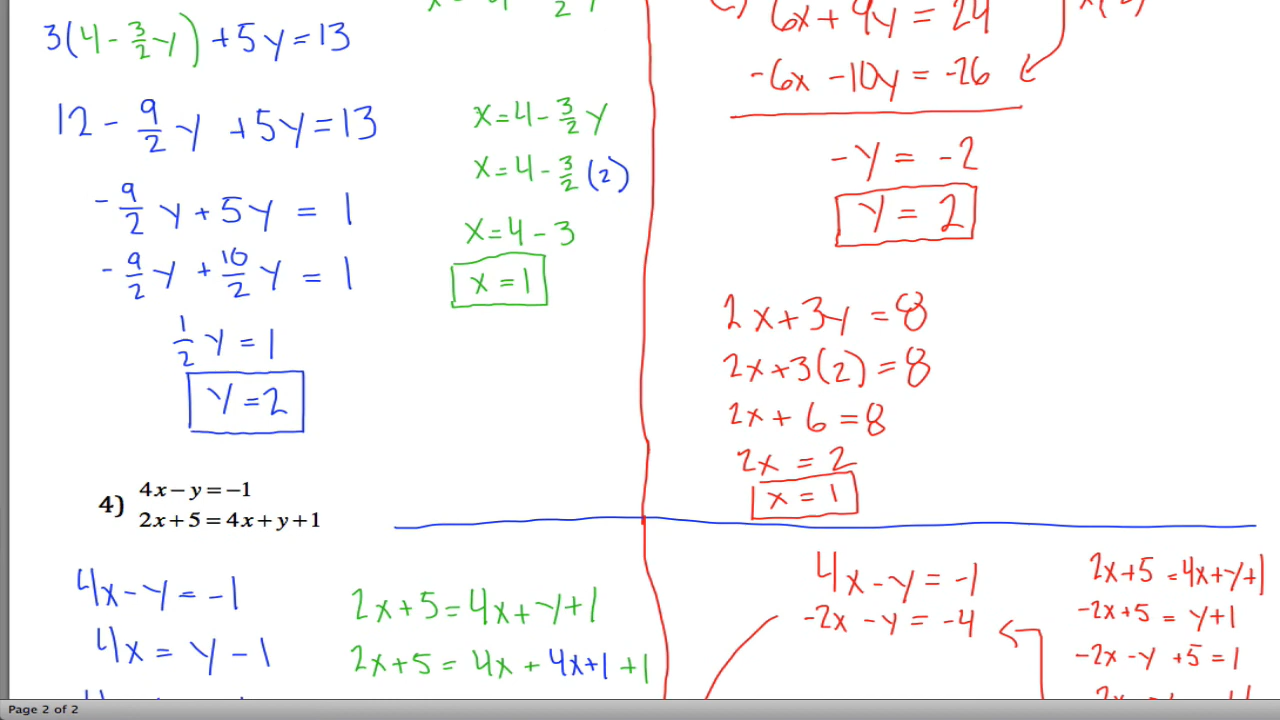 3(4 - 3/2 y) + 5y = 13
12 - 9/2 y + 5y = 13
- 9/2 y + 5y = 1
- 9/2 y + 10/2 y = 1
1/2 y = 1
y = 2
x = 4 - 3/2 y
x = 4 - 3/2 (2)
x = 4 - 3
x = 1
6x + 9y = 24
-6x - 10y = -26
-y = -2
y = 2
2x + 3y = 8
2x + 3(2) = 8
2x + 6 = 8
2x = 2
x = 1
4) 4x - y = -1
2x + 5 = 4x + y + 1
4x - y = -1
4x = y - 1
2x + 5 = 4x + y + 1
2x + 5 = 4x + 4x + 1 + 1
4x - y = -1
-2x - y = -4
2x + 5 = 4x + y + 1
-2x + 5 = y + 1
-2x - y + 5 = 1
Page 2 of 2